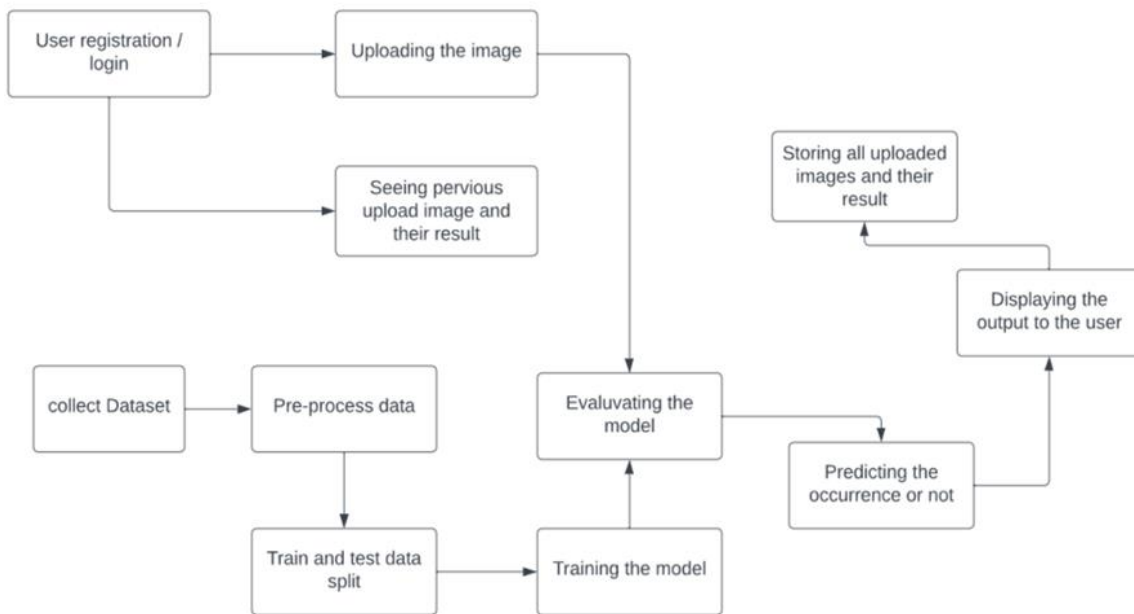 User registration /
login
Uploading the image
Seeing pervious
upload image and
their result
Storing all uploaded
images and their
result
Displaying the
output to the user
collect Dataset
Pre-process data
Evaluvating the
model
Predicting the
occurrence or not
Train and test data
split
Training the model